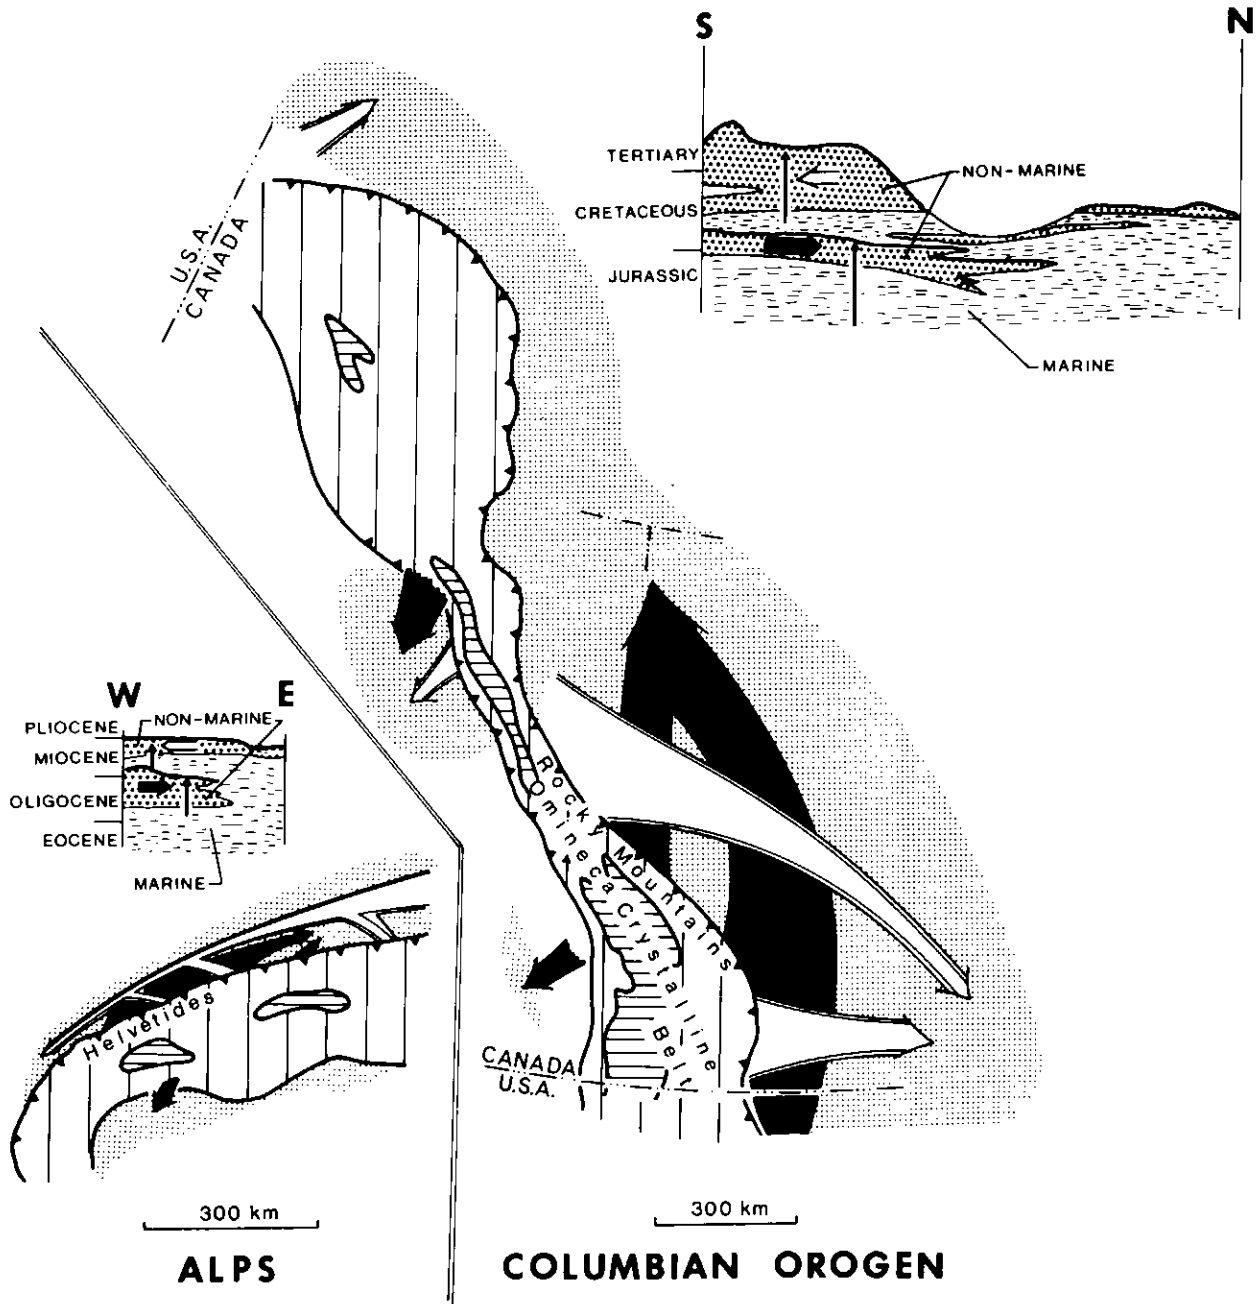 S
N
TERTIARY
CRETACEOUS
JURASSIC
NON-MARINE
MARINE
U.S.A.
CANADA
W
E
PLIOCENE
MIOCENE
OLIGOCENE
EOCENE
NON-MARINE
MARINE
Rocky Mountains
Omineca Crystalline Belt
Helvetides
CANADA
U.S.A.
300 km
300 km
ALPS
COLUMBIAN OROGEN